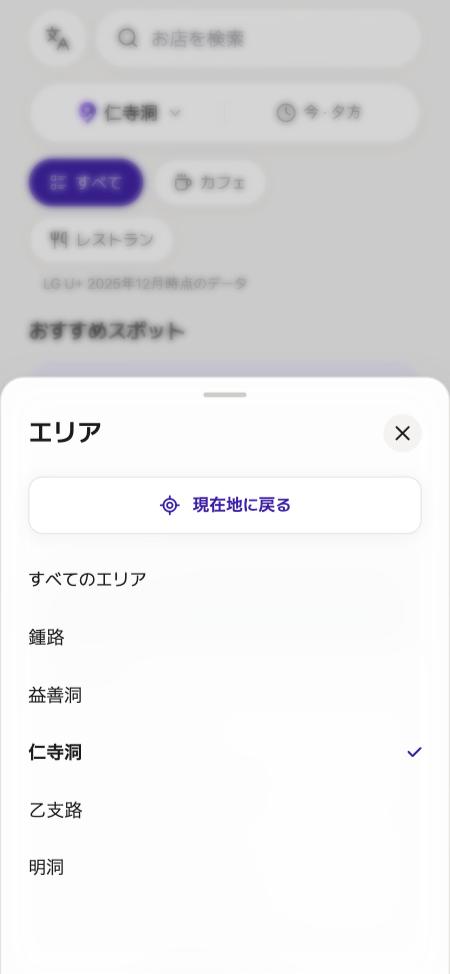 お店を検索
仁寺洞
今・夕方
すべて
カフェ
レストラン
LG U+ 2025年12月時点のデータ
おすすめスポット
エリア
現在地に戻る
すべてのエリア
鍾路
益善洞
仁寺洞
乙支路
明洞